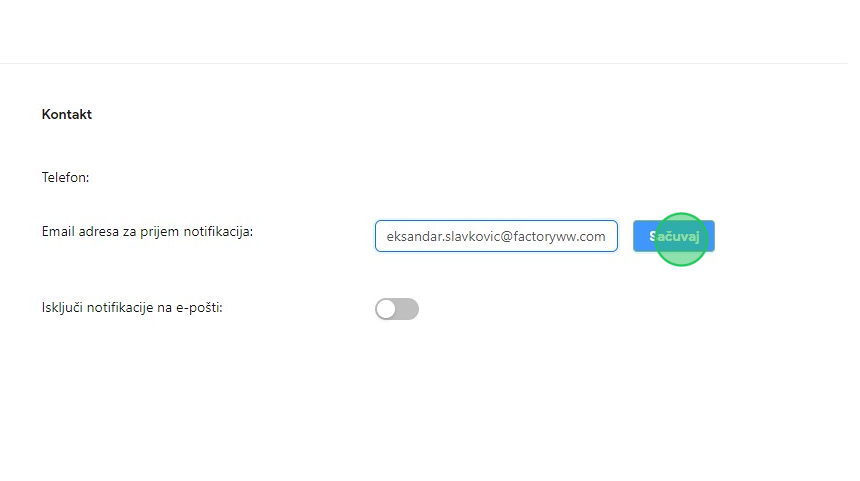 Kontakt
Telefon:
Email adresa za prijem notifikacija:
eksandar.slavkovic@factoryww.com
Sačuvaj
Isključi notifikacije na e-pošti: